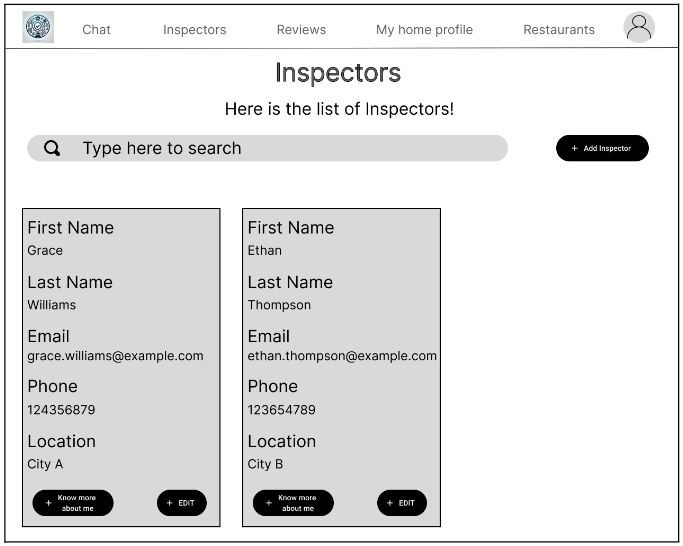 Chat Inspectors Reviews My home profile Restaurants
Inspectors
Here is the list of Inspectors!
Type here to search
+ Add Inspector
First Name
Grace
Last Name
Williams
Email
grace.williams@example.com
Phone
124356879
Location
City A
+ Know more
about me
+ EDIT
First Name
Ethan
Last Name
Thompson
Email
ethan.thompson@example.com
Phone
123654789
Location
City B
+ Know more
about me
+ EDIT